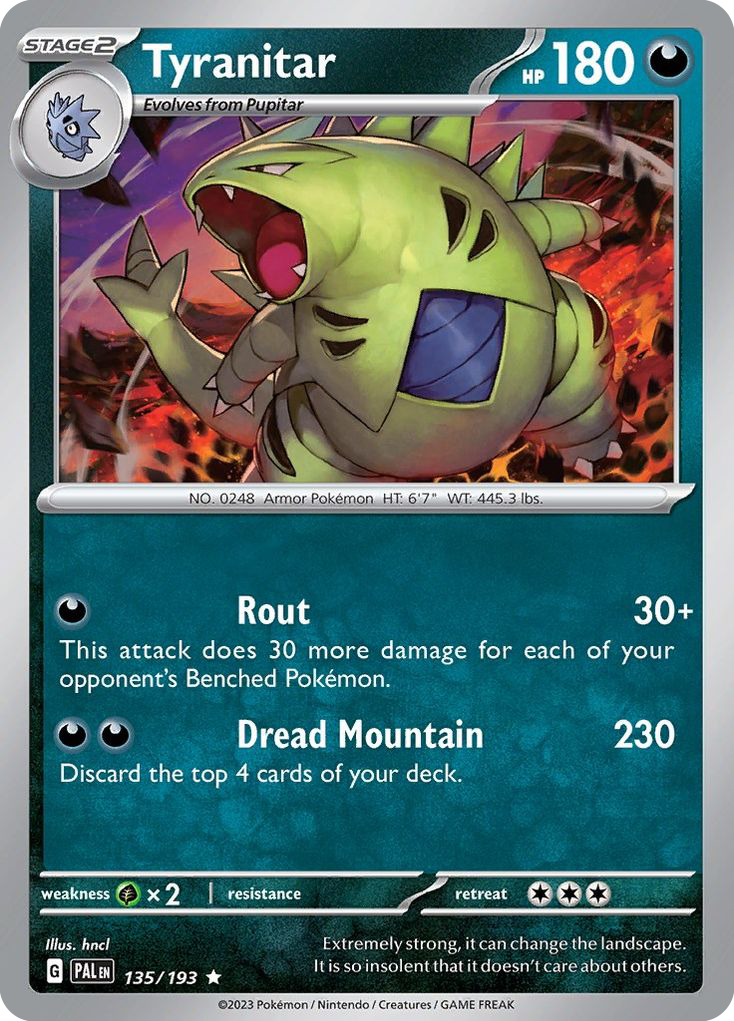 STAGE2
Tyranitar
HP 180
Evolves from Pupitar
NO. 0248 Armor Pokémon HT: 6'7" WT: 445.3 lbs.
Rout 30+
This attack does 30 more damage for each of your
opponent's Benched Pokémon.
Dread Mountain 230
Discard the top 4 cards of your deck.
weakness ×2 resistance retreat
Illus. hncl
Extremely strong, it can change the landscape.
It is so insolent that it doesn't care about others.
G PAL EN 135/193 ★
©2023 Pokémon / Nintendo / Creatures / GAME FREAK